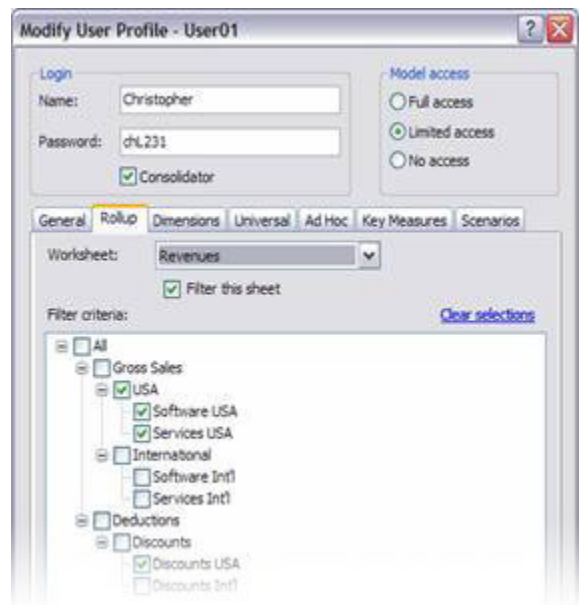 Modify User Profile - User01
Login
Name: Christopher
Password: chL231
Consolidator
Model access
Full access
Limited access
No access
General Rollup Dimensions Universal Ad Hoc Key Measures Scenarios
Worksheet: Revenues
Filter this sheet
Filter criteria: Clear selections
All
Gross Sales
USA
Software USA
Services USA
International
Software Int'l
Services Int'l
Deductions
Discounts
Discounts USA
Discounts Int'l